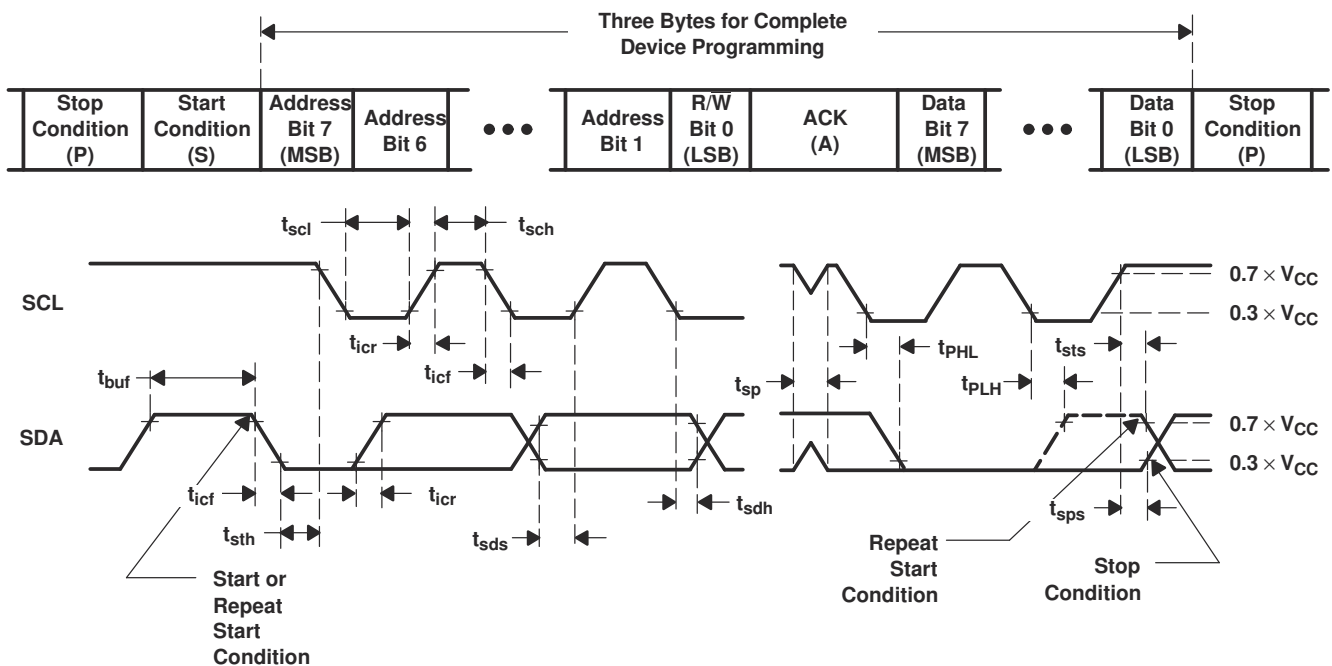 Three Bytes for Complete
Device Programming
Stop
Condition
(P)
Start
Condition
(S)
Address
Bit 7
(MSB)
Address
Bit 6
•••
Address
Bit 1
R/W̅
Bit 0
(LSB)
ACK
(A)
Data
Bit 7
(MSB)
•••
Data
Bit 0
(LSB)
Stop
Condition
(P)
tscl
tsch
0.7 × VCC
SCL
0.3 × VCC
ticr
tPHL
tsts
tbuf
ticf
tsp
tPLH
SDA
0.7 × VCC
0.3 × VCC
ticf
ticr
tsdh
tsps
tsth
tsds
Repeat
Start
Condition
Stop
Condition
Start or
Repeat
Start
Condition